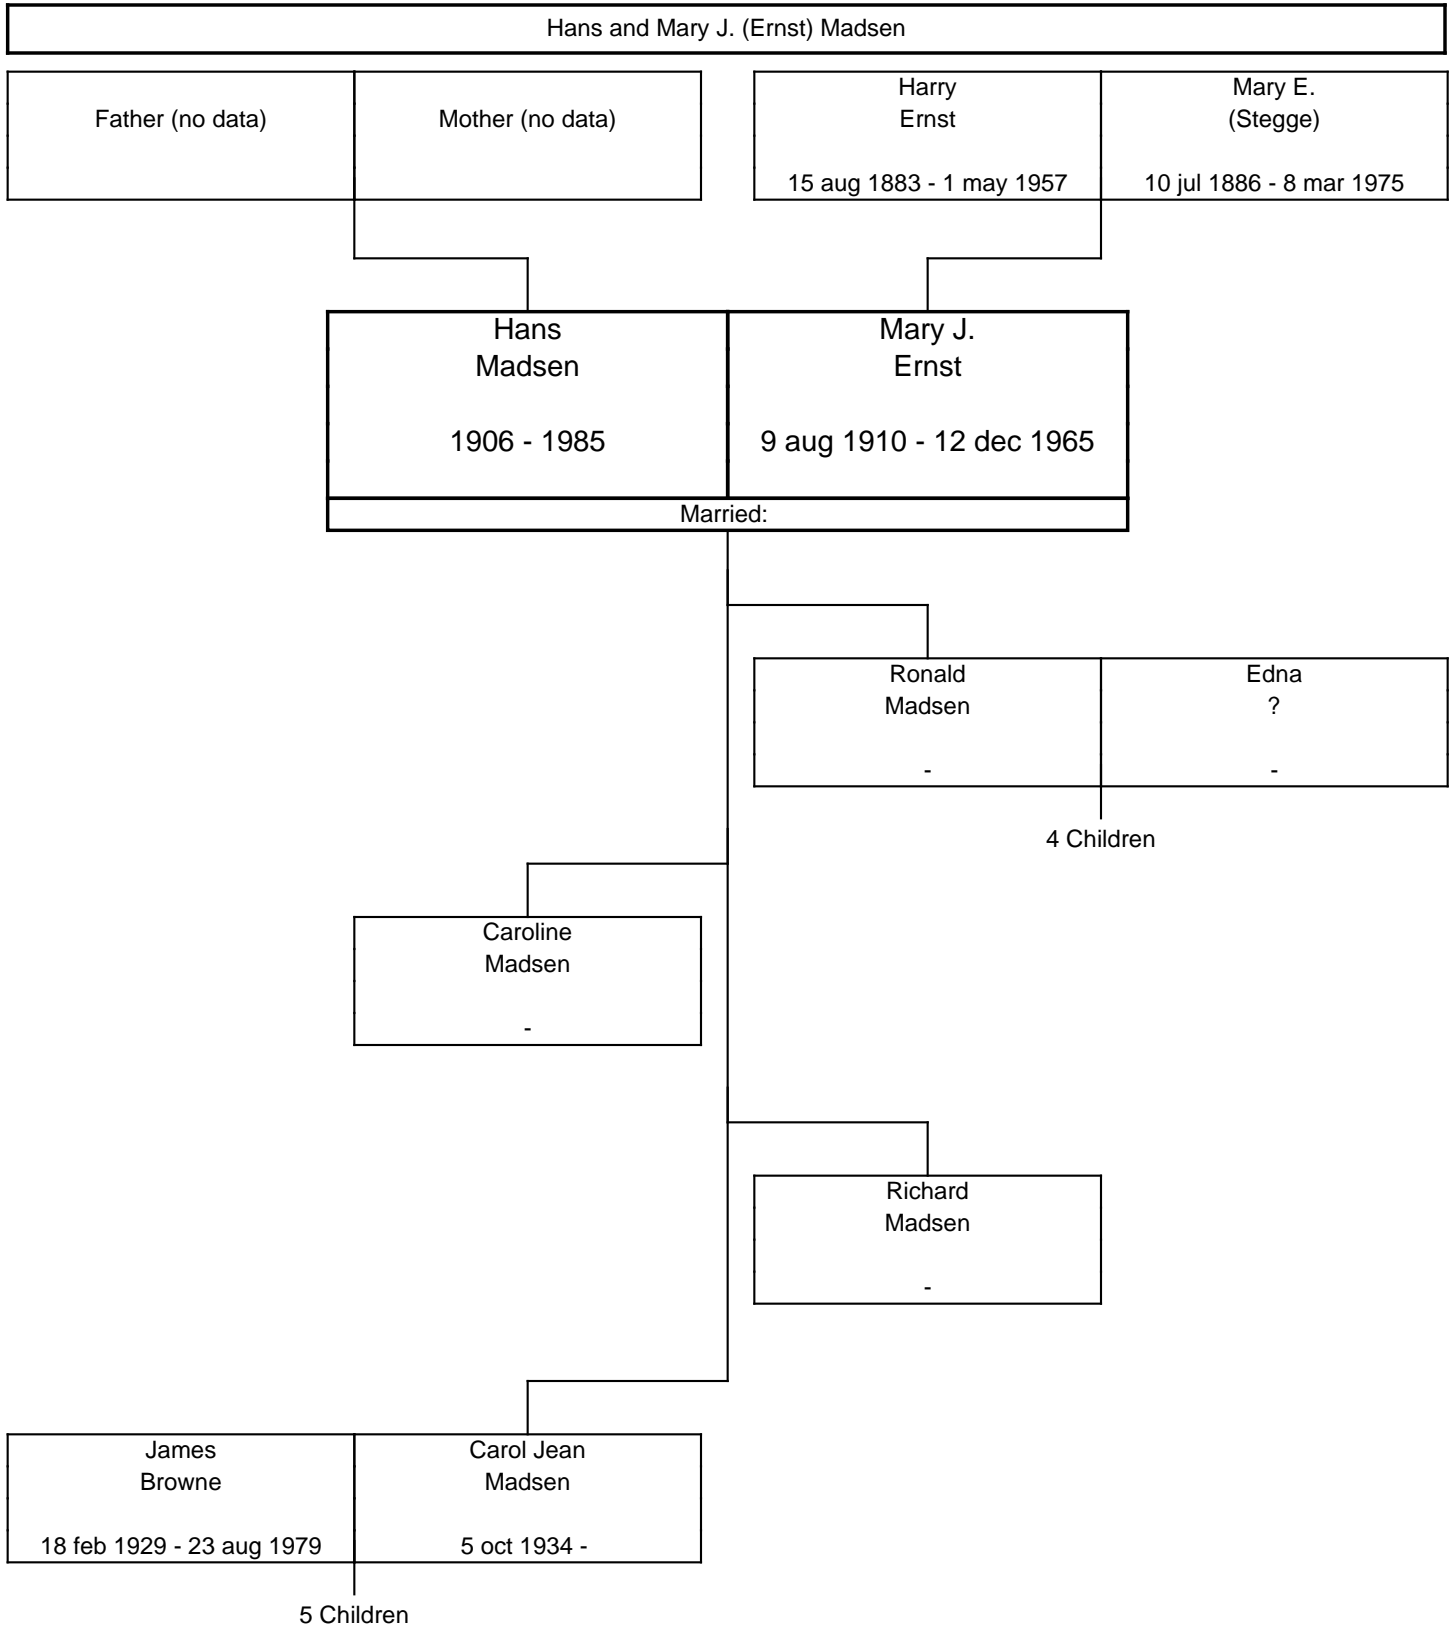 Hans and Mary J. (Ernst) Madsen
Father (no data)
Mother (no data)
Harry
Ernst
15 aug 1883 - 1 may 1957
Mary E.
(Stegge)
10 jul 1886 - 8 mar 1975
Hans
Madsen
1906 - 1985
Mary J.
Ernst
9 aug 1910 - 12 dec 1965
Married:
Ronald
Madsen
-
Edna
?
-
4 Children
Caroline
Madsen
-
Richard
Madsen
-
James
Browne
18 feb 1929 - 23 aug 1979
Carol Jean
Madsen
5 oct 1934 -
5 Children